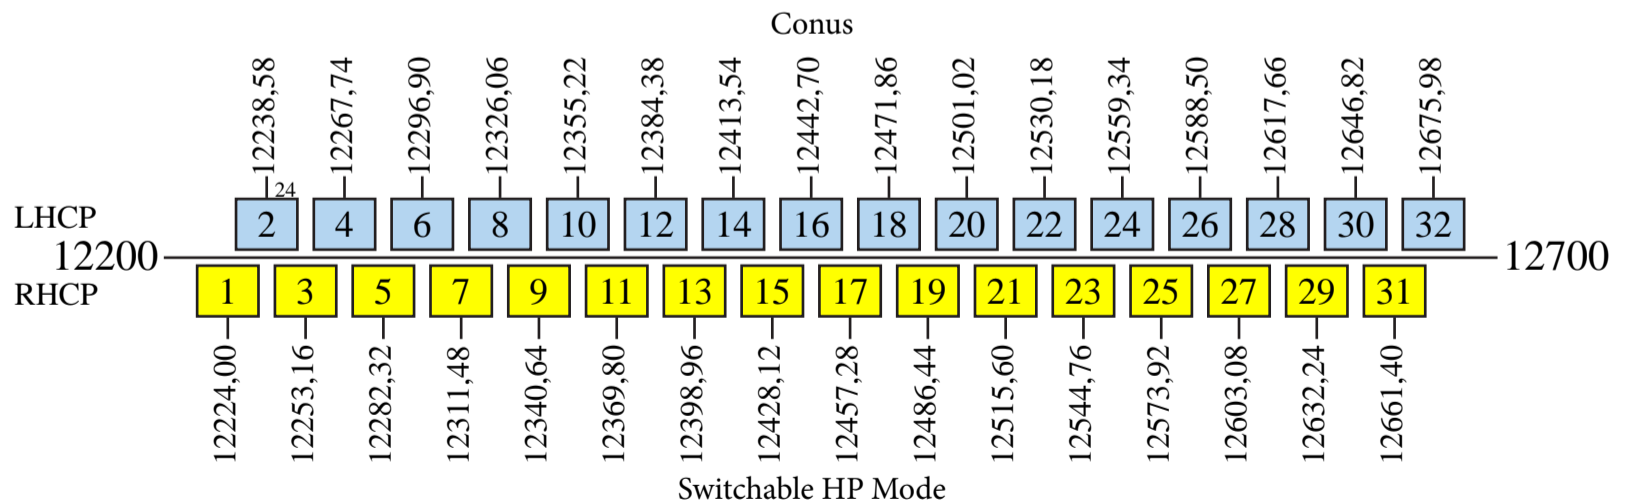 Conus
12238,58 12267,74 12296,90 12326,06 12355,22 12384,38 12413,54 12442,70 12471,86 12501,02 12530,18 12559,34 12588,50 12617,66 12646,82 12675,98
24
LHCP 2 4 6 8 10 12 14 16 18 20 22 24 26 28 30 32
12200 12700
RHCP 1 3 5 7 9 11 13 15 17 19 21 23 25 27 29 31
12224,00 12253,16 12282,32 12311,48 12340,64 12369,80 12398,96 12428,12 12457,28 12486,44 12515,60 12544,76 12573,92 12603,08 12632,24 12661,40
Switchable HP Mode